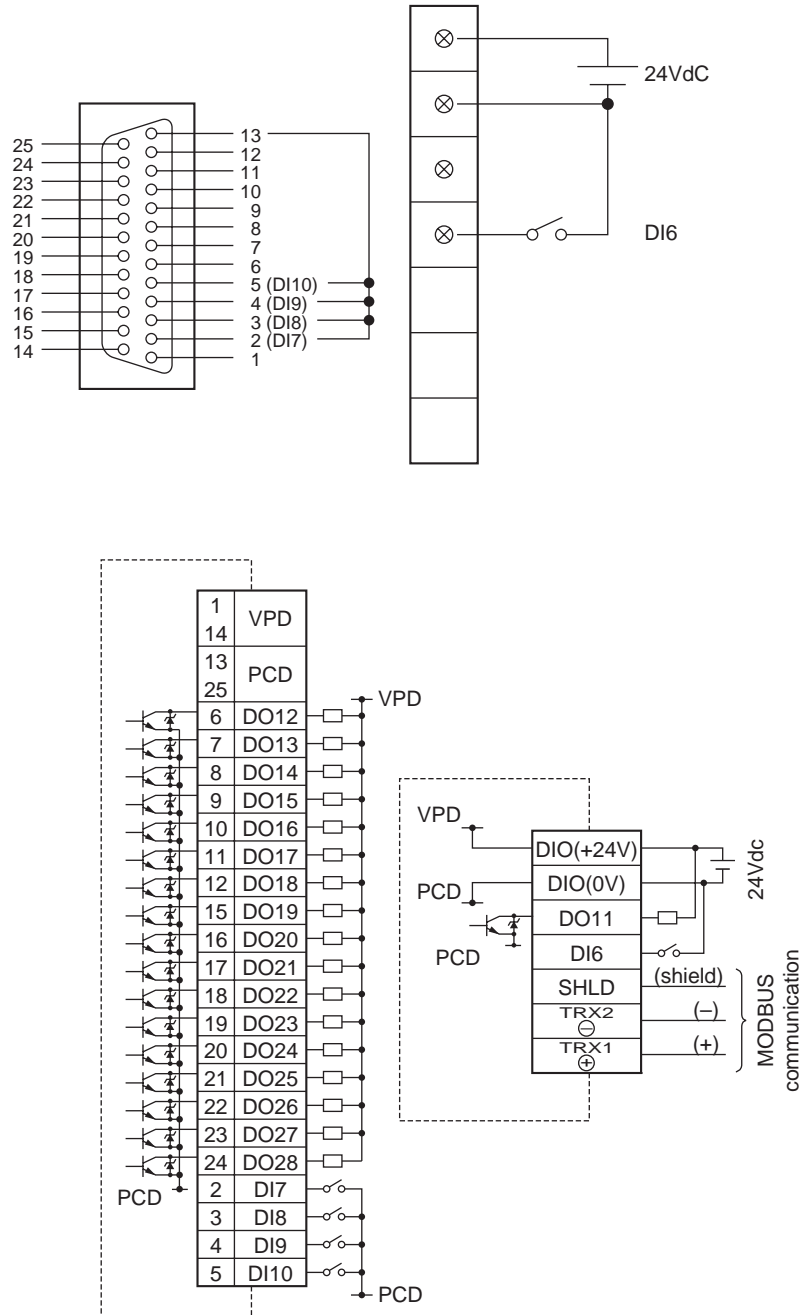 25
24
23
22
21
20
19
18
17
16
15
14
13
12
11
10
9
8
7
6
5 (DI10)
4 (DI9)
3 (DI8)
2 (DI7)
1
24VdC
DI6
1
14
VPD
13
25
PCD
VPD
6 DO12
7 DO13
8 DO14
9 DO15
10 DO16
11 DO17
12 DO18
15 DO19
16 DO20
17 DO21
18 DO22
19 DO23
20 DO24
21 DO25
22 DO26
23 DO27
24 DO28
PCD
2 DI7
3 DI8
4 DI9
5 DI10
PCD
VPD
DIO(+24V)
PCD
DIO(0V)
24Vdc
PCD
DO11
DI6
SHLD (shield)
TRX2 (–)
⊖
TRX1 (+)
⊕
MODBUS
communication